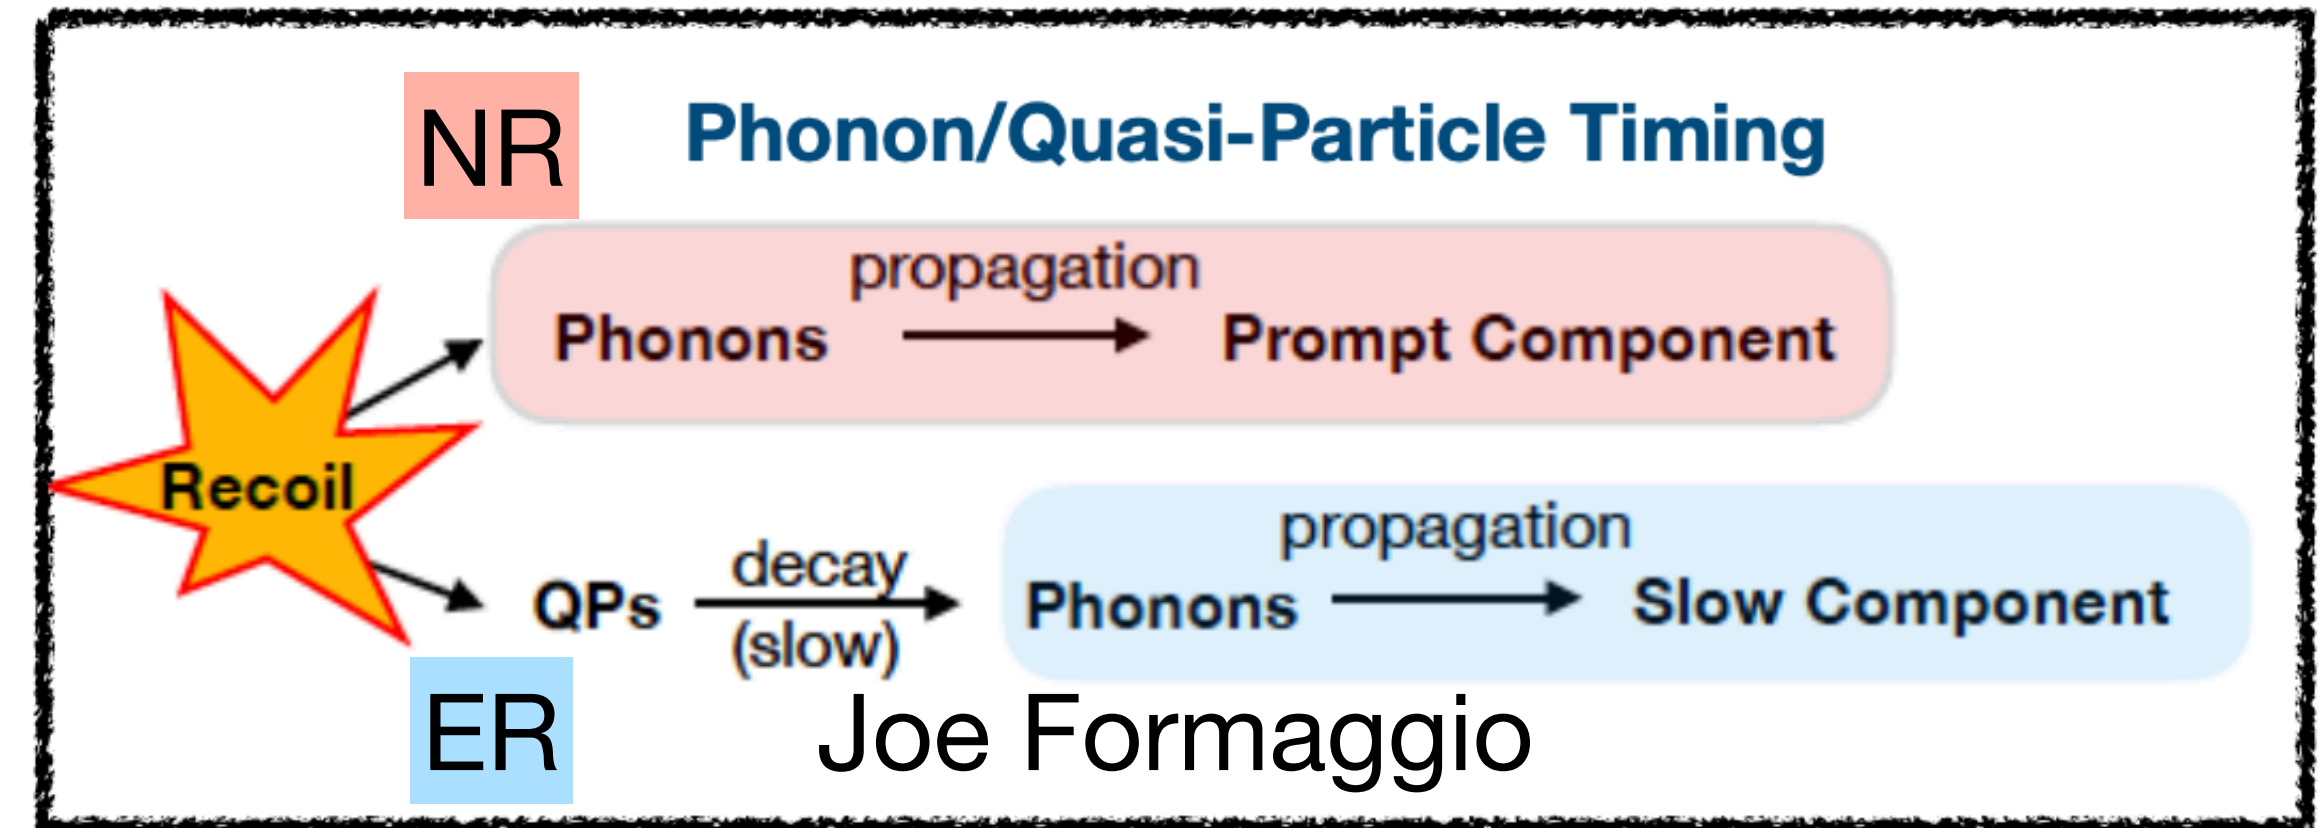 NR
Phonon/Quasi-Particle Timing
propagation
Phonons
Prompt Component
Recoil
propagation
decay
QPs
Phonons
Slow Component
(slow)
ER
Joe Formaggio